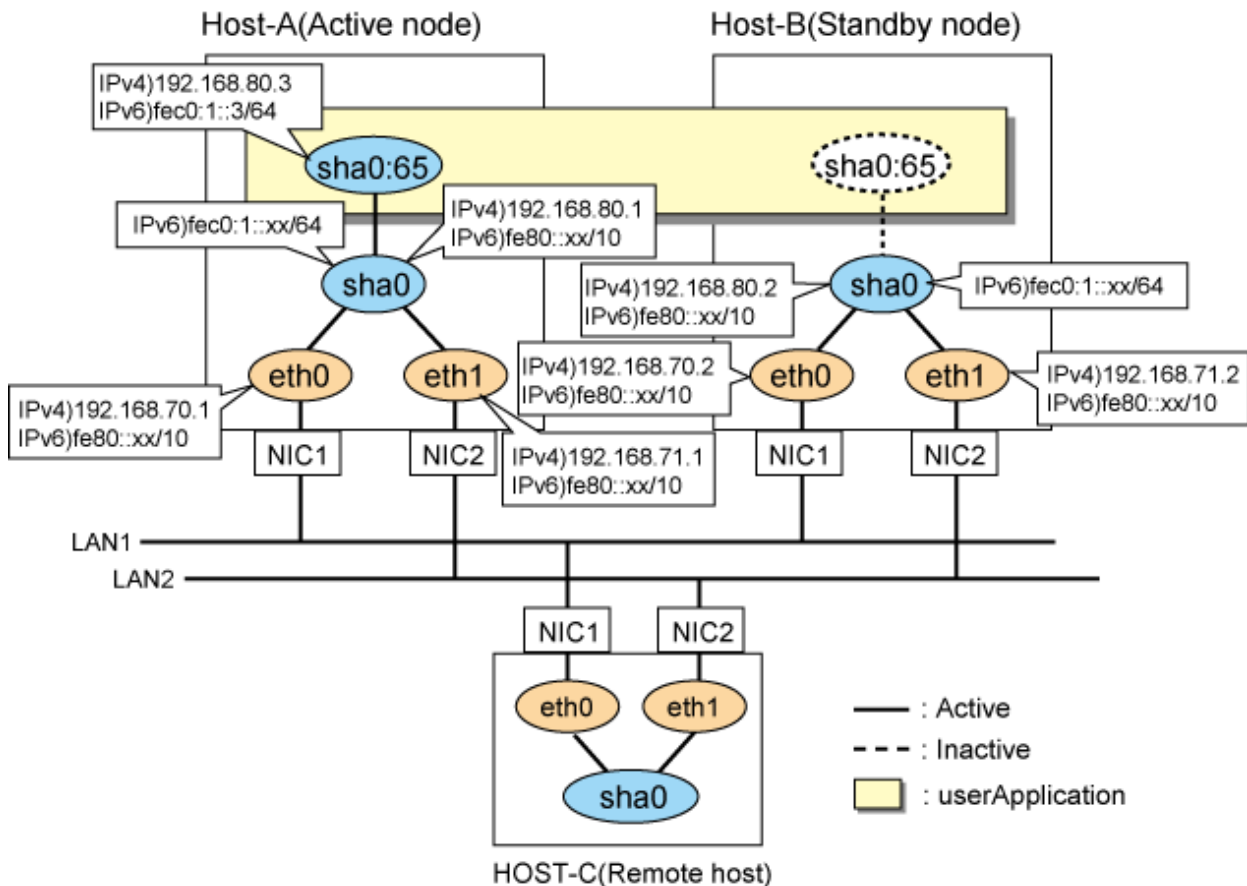 Host-A(Active node)
Host-B(Standby node)
IPv4)192.168.80.3
IPv6)fec0:1::3/64
sha0:65
sha0:65
IPv6)fec0:1::xx/64
IPv4)192.168.80.1
IPv6)fe80::xx/10
sha0
IPv4)192.168.80.2
IPv6)fe80::xx/10
sha0
IPv6)fec0:1::xx/64
IPv4)192.168.70.1
IPv6)fe80::xx/10
eth0
eth1
IPv4)192.168.70.2
IPv6)fe80::xx/10
eth0
eth1
IPv4)192.168.71.2
IPv6)fe80::xx/10
NIC1
NIC2
IPv4)192.168.71.1
IPv6)fe80::xx/10
NIC1
NIC2
LAN1
LAN2
NIC1
NIC2
eth0
eth1
sha0
HOST-C(Remote host)
: Active
: Inactive
: userApplication